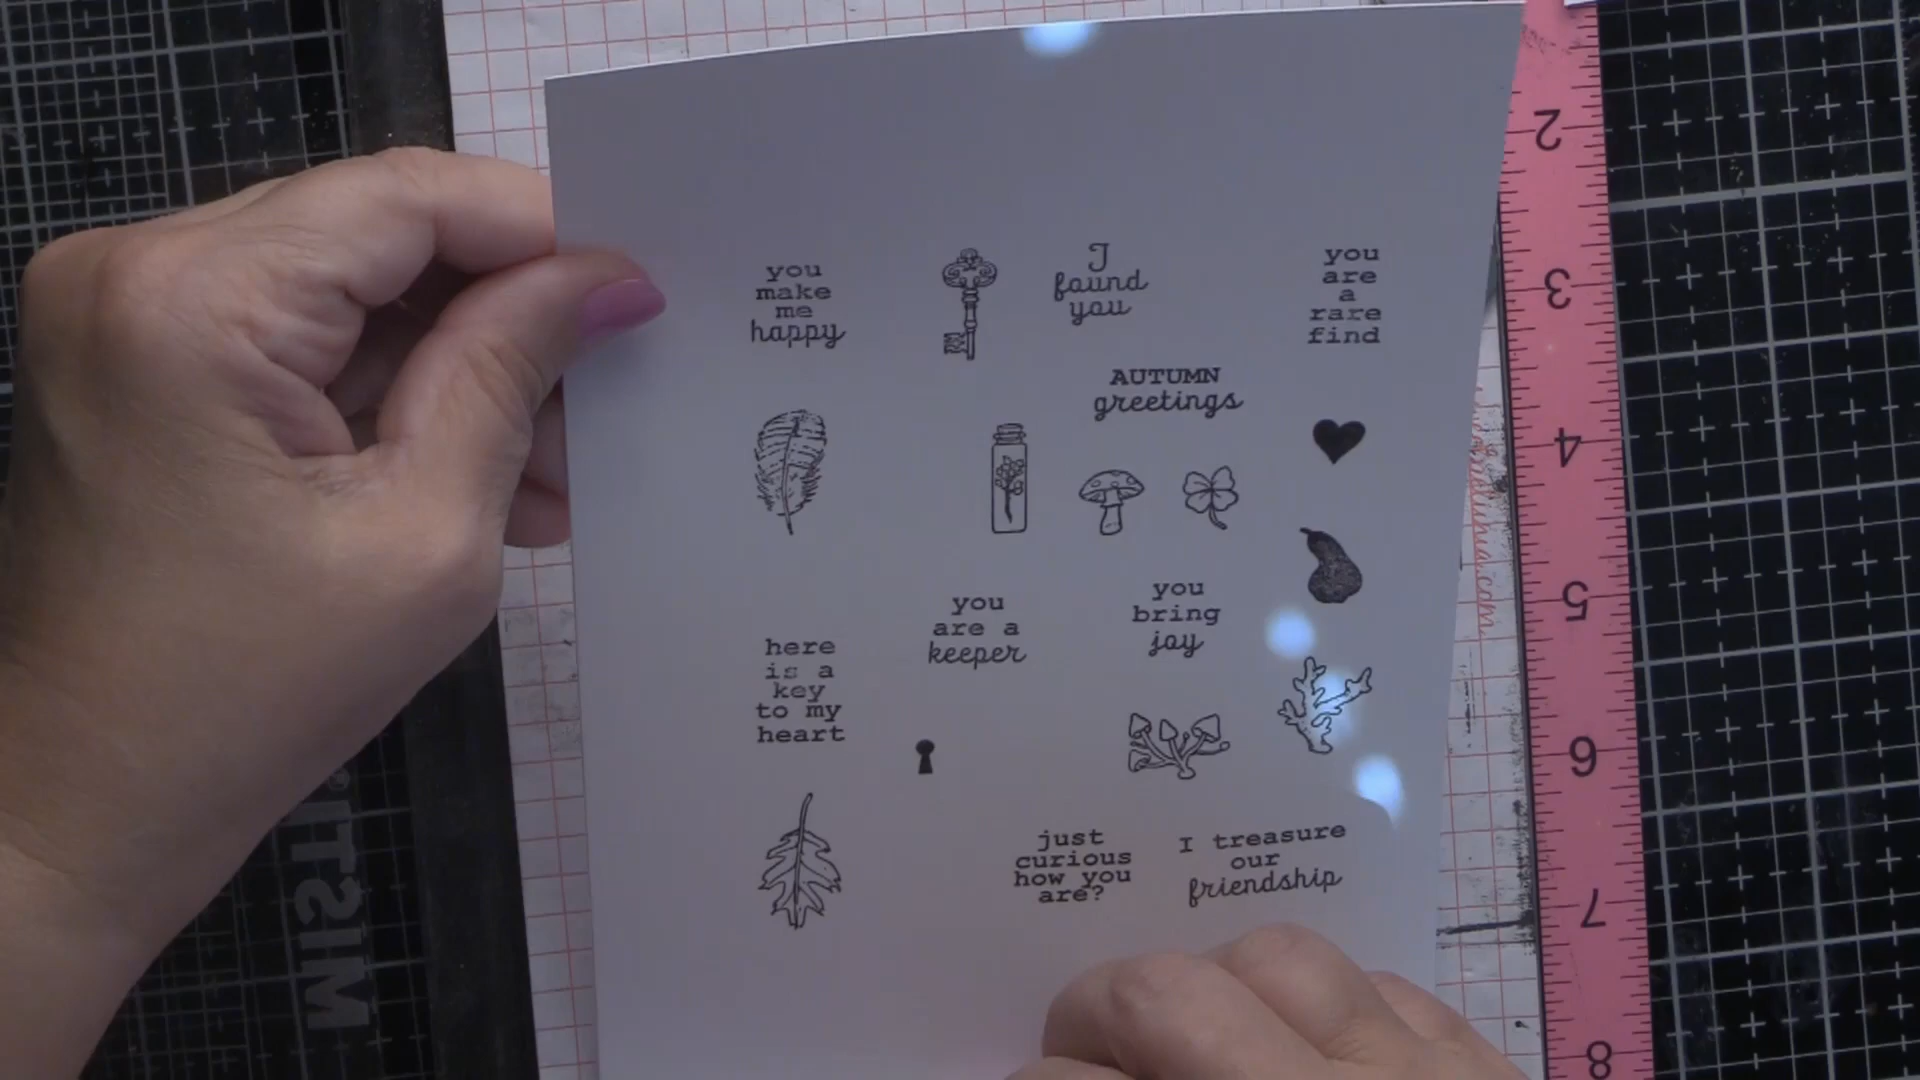 you
make
me
happy
I
found
you
you
are
a
rare
find
AUTUMN
greetings
you
are a
keeper
you
bring
joy
here
is a
key
to my
heart
just
curious
how you
are?
I treasure
our
friendship
MISTI
2
3
4
5
6
7
8